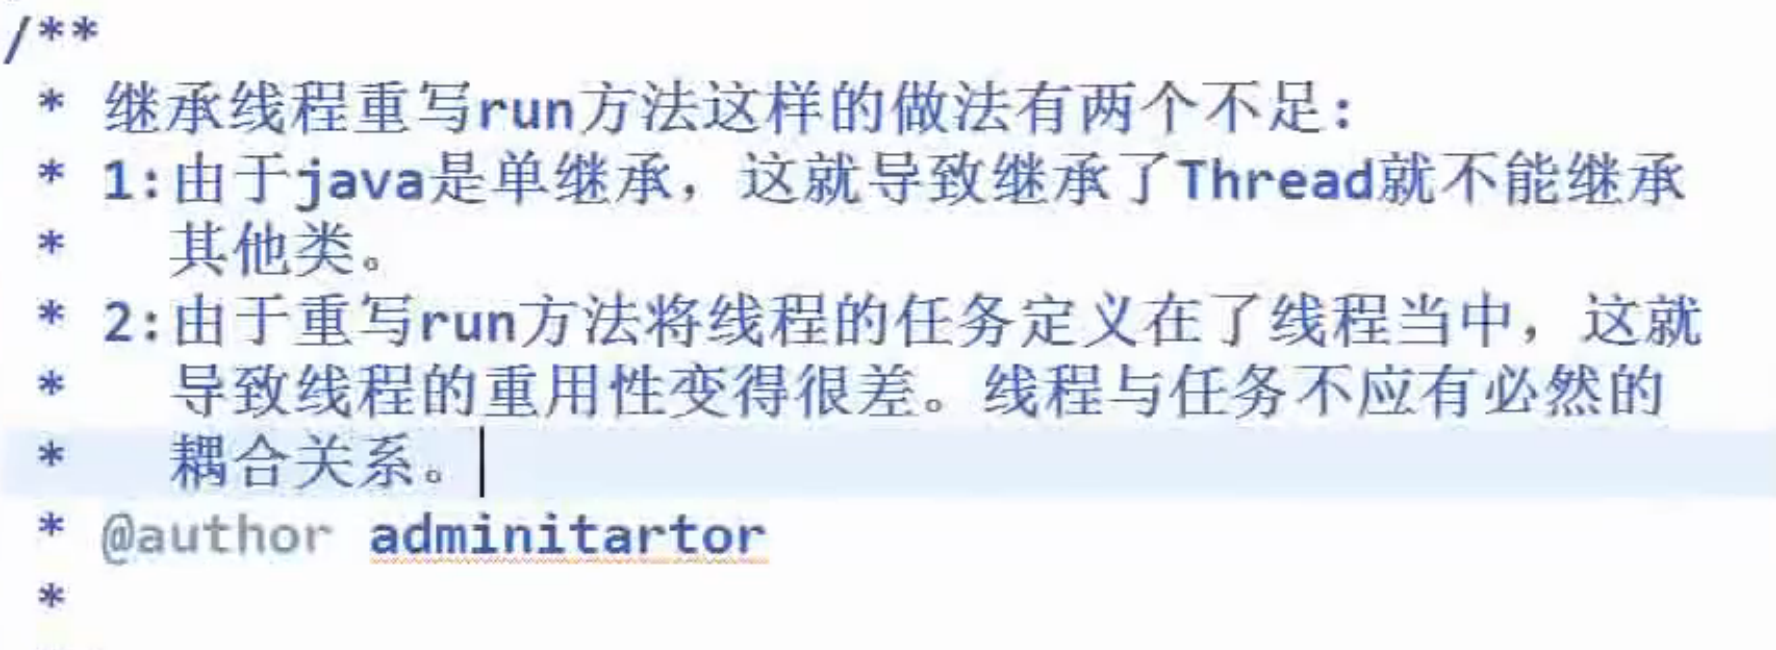 /**
* 继承线程重写run方法这样的做法有两个不足:
* 1:由于java是单继承，这就导致继承了Thread就不能继承
* 其他类。
* 2:由于重写run方法将线程的任务定义在了线程当中，这就
* 导致线程的重用性变得很差。线程与任务不应有必然的
* 耦合关系。
* @author adminitartor
*